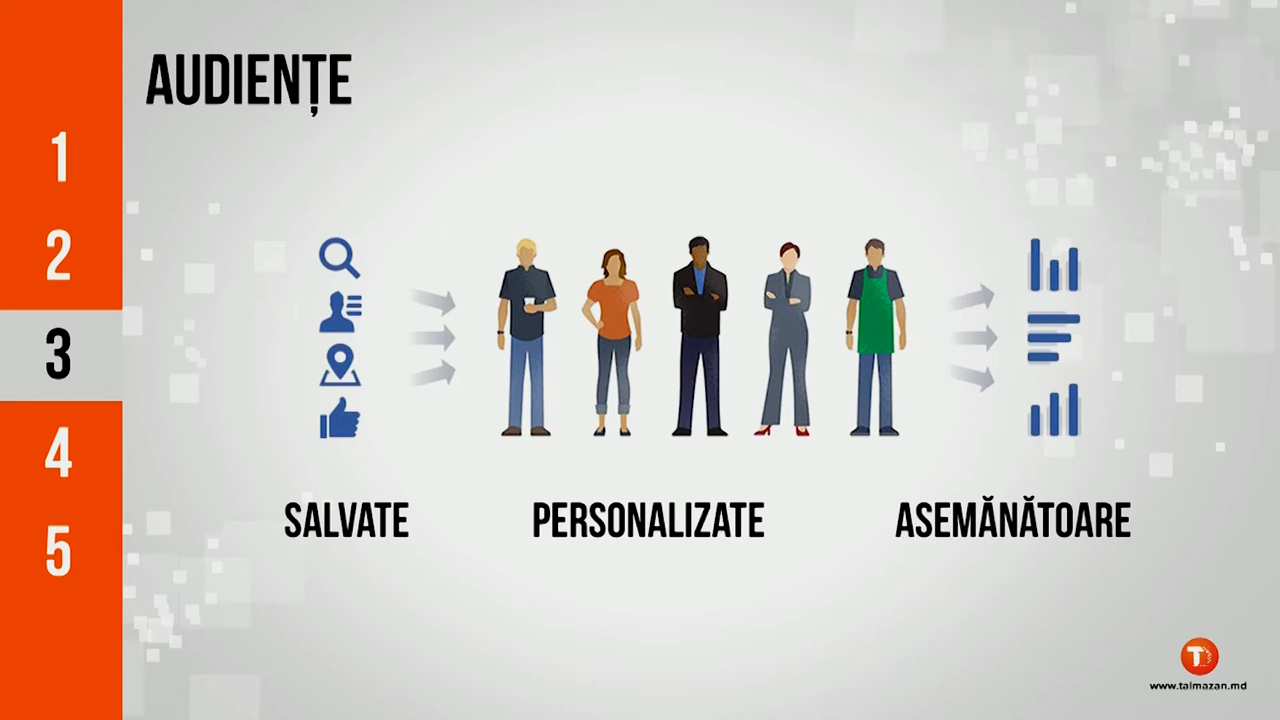 AUDIENȚE
1
2
3
4
5
SALVATE
PERSONALIZATE
ASEMĂNĂTOARE
T
www.talmazan.md